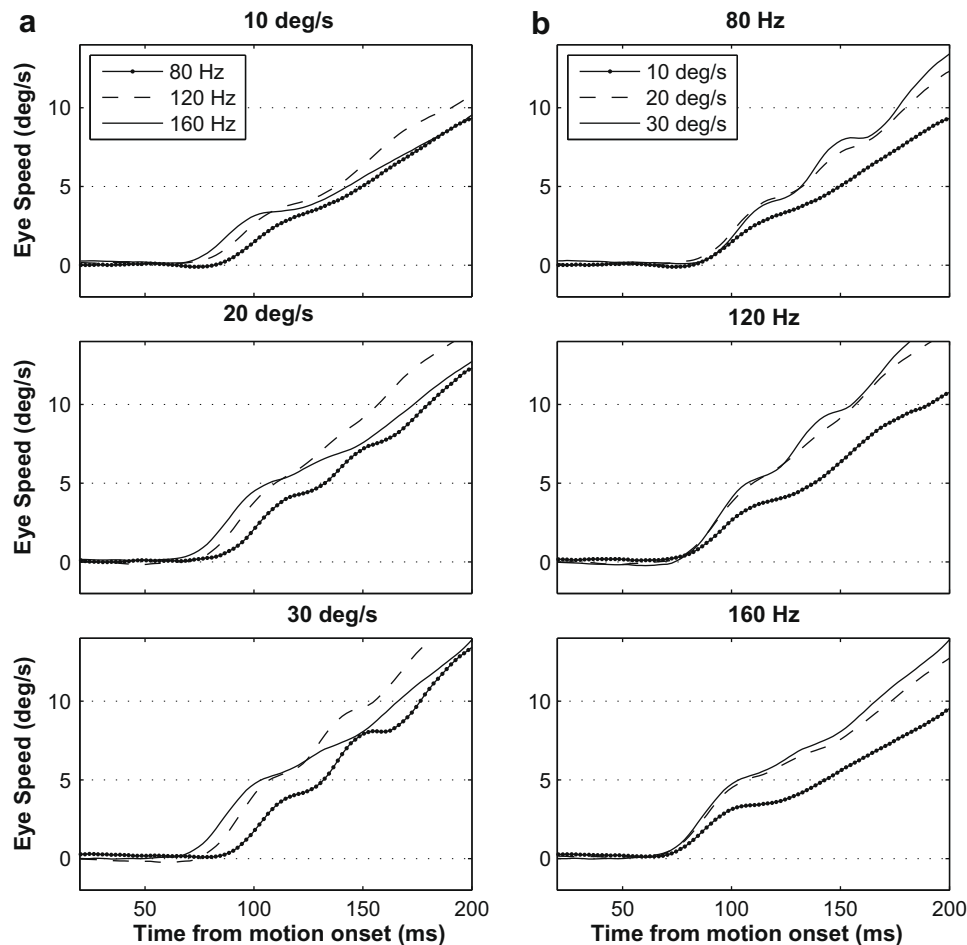 a
10 deg/s
80 Hz
120 Hz
160 Hz
Eye Speed (deg/s)
10
5
0
20 deg/s
Eye Speed (deg/s)
10
5
0
30 deg/s
Eye Speed (deg/s)
10
5
0
50
100
150
200
Time from motion onset (ms)
b
80 Hz
10 deg/s
20 deg/s
30 deg/s
10
5
0
120 Hz
10
5
0
160 Hz
10
5
0
50
100
150
200
Time from motion onset (ms)